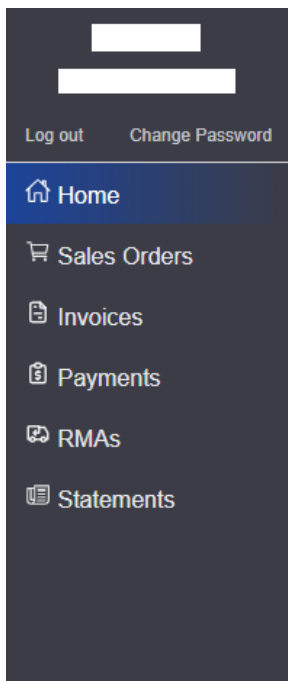 Log out Change Password
Home
Sales Orders
Invoices
Payments
RMAs
Statements